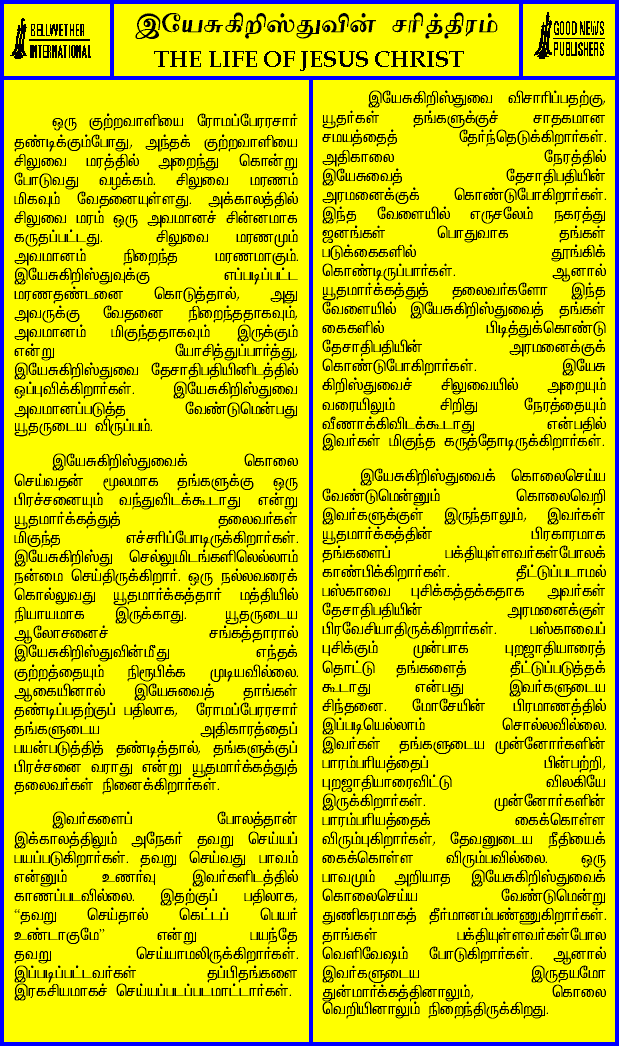 BELLWETHER
INTERNATIONAL
இயேசுகிறிஸ்துவின் சரித்திரம்
THE LIFE OF JESUS CHRIST
GOOD NEWS
PUBLISHERS
ஒரு குற்றவாளியை ரோமப்பேரரசார்
தண்டிக்கும்போது, அந்தக் குற்றவாளியை
சிலுவை மரத்தில் அறைந்து கொன்று
போடுவது வழக்கம். சிலுவை மரணம்
மிகவும் வேதனையுள்ளது. அக்காலத்தில்
சிலுவை மரம் ஒரு அவமானச் சின்னமாக
கருதப்பட்டது. சிலுவை மரணமும்
அவமானம் நிறைந்த மரணமாகும்.
இயேசுகிறிஸ்துவுக்கு எப்படிப்பட்ட
மரணதண்டனை கொடுத்தால், அது
அவருக்கு வேதனை நிறைந்ததாகவும்,
அவமானம் மிகுந்ததாகவும் இருக்கும்
என்று யோசித்துப்பார்த்து,
இயேசுகிறிஸ்துவை தேசாதிபதியினிடத்தில்
ஒப்புவிக்கிறார்கள். இயேசுகிறிஸ்துவை
அவமானப்படுத்த வேண்டுமென்பது
யூதருடைய விருப்பம்.
இயேசுகிறிஸ்துவைக் கொலை
செய்வதன் மூலமாக தங்களுக்கு ஒரு
பிரச்சனையும் வந்துவிடக்கூடாது என்று
யூதமார்க்கத்துத் தலைவர்கள்
மிகுந்த எச்சரிப்போடிருக்கிறார்கள்.
இயேசுகிறிஸ்து செல்லுமிடங்களிலெல்லாம்
நன்மை செய்திருக்கிறார். ஒரு நல்லவரைக்
கொல்லுவது யூதமார்க்கத்தார் மத்தியில்
நியாயமாக இருக்காது. யூதருடைய
ஆலோசனைச் சங்கத்தாரால்
இயேசுகிறிஸ்துவின்மீது எந்தக்
குற்றத்தையும் நிரூபிக்க முடியவில்லை.
ஆகையினால் இயேசுவைத் தாங்கள்
தண்டிப்பதற்குப் பதிலாக, ரோமப்பேரரசார்
தங்களுடைய அதிகாரத்தைப்
பயன்படுத்தித் தண்டித்தால், தங்களுக்குப்
பிரச்சனை வராது என்று யூதமார்க்கத்துத்
தலைவர்கள் நினைக்கிறார்கள்.
இவர்களைப் போலத்தான்
இக்காலத்திலும் அநேகர் தவறு செய்யப்
பயப்படுகிறார்கள். தவறு செய்வது பாவம்
என்னும் உணர்வு இவர்களிடத்தில்
காணப்படவில்லை. இதற்குப் பதிலாக,
“தவறு செய்தால் கெட்டப் பெயர்
உண்டாகுமே” என்று பயந்தே
தவறு செய்யாமலிருக்கிறார்கள்.
இப்படிப்பட்டவர்கள் தப்பிதங்களை
இரகசியமாகச் செய்யப்படப்படமாட்டார்கள்.
இயேசுகிறிஸ்துவை விசாரிப்பதற்கு,
யூதர்கள் தங்களுக்குச் சாதகமான
சமயத்தைத் தேர்ந்தெடுக்கிறார்கள்.
அதிகாலை நேரத்தில்
இயேசுவைத் தேசாதிபதியின்
அரமனைக்குக் கொண்டுபோகிறார்கள்.
இந்த வேளையில் எருசலேம் நகரத்து
ஜனங்கள் பொதுவாக தங்கள்
படுக்கைகளில் தூங்கிக்
கொண்டிருப்பார்கள். ஆனால்
யூதமார்க்கத்துத் தலைவர்களோ இந்த
வேளையில் இயேசுகிறிஸ்துவைத் தங்கள்
கைகளில் பிடித்துக்கொண்டு
தேசாதிபதியின் அரமனைக்குக்
கொண்டுபோகிறார்கள். இயேசு
கிறிஸ்துவைச் சிலுவையில் அறையும்
வரையிலும் சிறிது நேரத்தையும்
வீணாக்கிவிடக்கூடாது என்பதில்
இவர்கள் மிகுந்த கருத்தோடிருக்கிறார்கள்.
இயேசுகிறிஸ்துவைக் கொலைசெய்ய
வேண்டுமென்னும் கொலைவெறி
இவர்களுக்குள் இருந்தாலும், இவர்கள்
யூதமார்க்கத்தின் பிரகாரமாக
தங்களைப் பக்தியுள்ளவர்கள்போலக்
காண்பிக்கிறார்கள். தீட்டுப்படாமல்
பஸ்காவை புசிக்கத்தக்கதாக அவர்கள்
தேசாதிபதியின் அரமனைக்குள்
பிரவேசியாதிருக்கிறார்கள். பஸ்காவைப்
புசிக்கும் முன்பாக புறஜாதியாரைத்
தொட்டு தங்களைத் தீட்டுப்படுத்தக்
கூடாது என்பது இவர்களுடைய
சிந்தனை. மோசேயின் பிரமாணத்தில்
இப்படியெல்லாம் சொல்லவில்லை.
இவர்கள் தங்களுடைய முன்னோர்களின்
பாரம்பரியத்தைப் பின்பற்றி,
புறஜாதியாரைவிட்டு விலகியே
இருக்கிறார்கள். முன்னோர்களின்
பாரம்பரியத்தைக் கைக்கொள்ள
விரும்புகிறார்கள், தேவனுடைய நீதியைக்
கைக்கொள்ள விரும்பவில்லை. ஒரு
பாவமும் அறியாத இயேசுகிறிஸ்துவைக்
கொலைசெய்ய வேண்டுமென்று
துணிகரமாகத் தீர்மானம்பண்ணுகிறார்கள்.
தாங்கள் பக்தியுள்ளவர்கள்போல
வெளிவேஷம் போடுகிறார்கள். ஆனால்
இவர்களுடைய இருதயமோ
துன்மார்க்கத்தினாலும், கொலை
வெறியினாலும் நிறைந்திருக்கிறது.